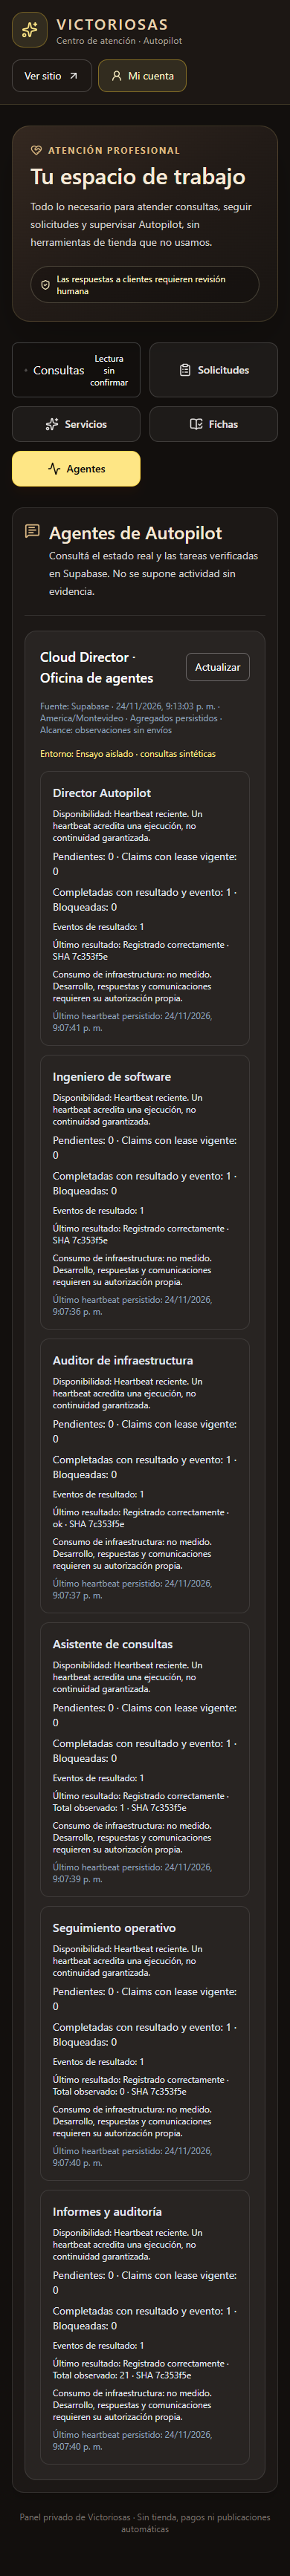 VICTORIOSAS
Centro de atención · Autopilot
Ver sitio
Mi cuenta
ATENCIÓN PROFESIONAL
Tu espacio de trabajo
Todo lo necesario para atender consultas, seguir
solicitudes y supervisar Autopilot, sin
herramientas de tienda que no usamos.
Las respuestas a clientes requieren revisión
humana
Consultas
Lectura
sin
confirmar
Solicitudes
Servicios
Fichas
Agentes
Agentes de Autopilot
Consultá el estado real y las tareas verificadas
en Supabase. No se supone actividad sin
evidencia.
Cloud Director ·
Oficina de agentes
Actualizar
Fuente: Supabase · 24/11/2026, 9:13:03 p. m. ·
America/Montevideo · Agregados persistidos ·
Alcance: observaciones sin envíos
Entorno: Ensayo aislado · consultas sintéticas
Director Autopilot
Disponibilidad: Heartbeat reciente. Un
heartbeat acredita una ejecución, no
continuidad garantizada.
Pendientes: 0 · Claims con lease vigente:
0
Completadas con resultado y evento: 1 ·
Bloqueadas: 0
Eventos de resultado: 1
Último resultado: Registrado correctamente ·
SHA 7c353f5e
Consumo de infraestructura: no medido.
Desarrollo, respuestas y comunicaciones
requieren su autorización propia.
Último heartbeat persistido: 24/11/2026,
9:07:41 p. m.
Ingeniero de software
Disponibilidad: Heartbeat reciente. Un
heartbeat acredita una ejecución, no
continuidad garantizada.
Pendientes: 0 · Claims con lease vigente:
0
Completadas con resultado y evento: 1 ·
Bloqueadas: 0
Eventos de resultado: 1
Último resultado: Registrado correctamente ·
SHA 7c353f5e
Consumo de infraestructura: no medido.
Desarrollo, respuestas y comunicaciones
requieren su autorización propia.
Último heartbeat persistido: 24/11/2026,
9:07:36 p. m.
Auditor de infraestructura
Disponibilidad: Heartbeat reciente. Un
heartbeat acredita una ejecución, no
continuidad garantizada.
Pendientes: 0 · Claims con lease vigente:
0
Completadas con resultado y evento: 1 ·
Bloqueadas: 0
Eventos de resultado: 1
Último resultado: Registrado correctamente ·
ok · SHA 7c353f5e
Consumo de infraestructura: no medido.
Desarrollo, respuestas y comunicaciones
requieren su autorización propia.
Último heartbeat persistido: 24/11/2026,
9:07:37 p. m.
Asistente de consultas
Disponibilidad: Heartbeat reciente. Un
heartbeat acredita una ejecución, no
continuidad garantizada.
Pendientes: 0 · Claims con lease vigente:
0
Completadas con resultado y evento: 1 ·
Bloqueadas: 0
Eventos de resultado: 1
Último resultado: Registrado correctamente ·
Total observado: 1 · SHA 7c353f5e
Consumo de infraestructura: no medido.
Desarrollo, respuestas y comunicaciones
requieren su autorización propia.
Último heartbeat persistido: 24/11/2026,
9:07:39 p. m.
Seguimiento operativo
Disponibilidad: Heartbeat reciente. Un
heartbeat acredita una ejecución, no
continuidad garantizada.
Pendientes: 0 · Claims con lease vigente:
0
Completadas con resultado y evento: 1 ·
Bloqueadas: 0
Eventos de resultado: 1
Último resultado: Registrado correctamente ·
Total observado: 0 · SHA 7c353f5e
Consumo de infraestructura: no medido.
Desarrollo, respuestas y comunicaciones
requieren su autorización propia.
Último heartbeat persistido: 24/11/2026,
9:07:40 p. m.
Informes y auditoría
Disponibilidad: Heartbeat reciente. Un
heartbeat acredita una ejecución, no
continuidad garantizada.
Pendientes: 0 · Claims con lease vigente:
0
Completadas con resultado y evento: 1 ·
Bloqueadas: 0
Eventos de resultado: 1
Último resultado: Registrado correctamente ·
Total observado: 21 · SHA 7c353f5e
Consumo de infraestructura: no medido.
Desarrollo, respuestas y comunicaciones
requieren su autorización propia.
Último heartbeat persistido: 24/11/2026,
9:07:40 p. m.
Panel privado de Victoriosas · Sin tienda, pagos ni publicaciones
automáticas